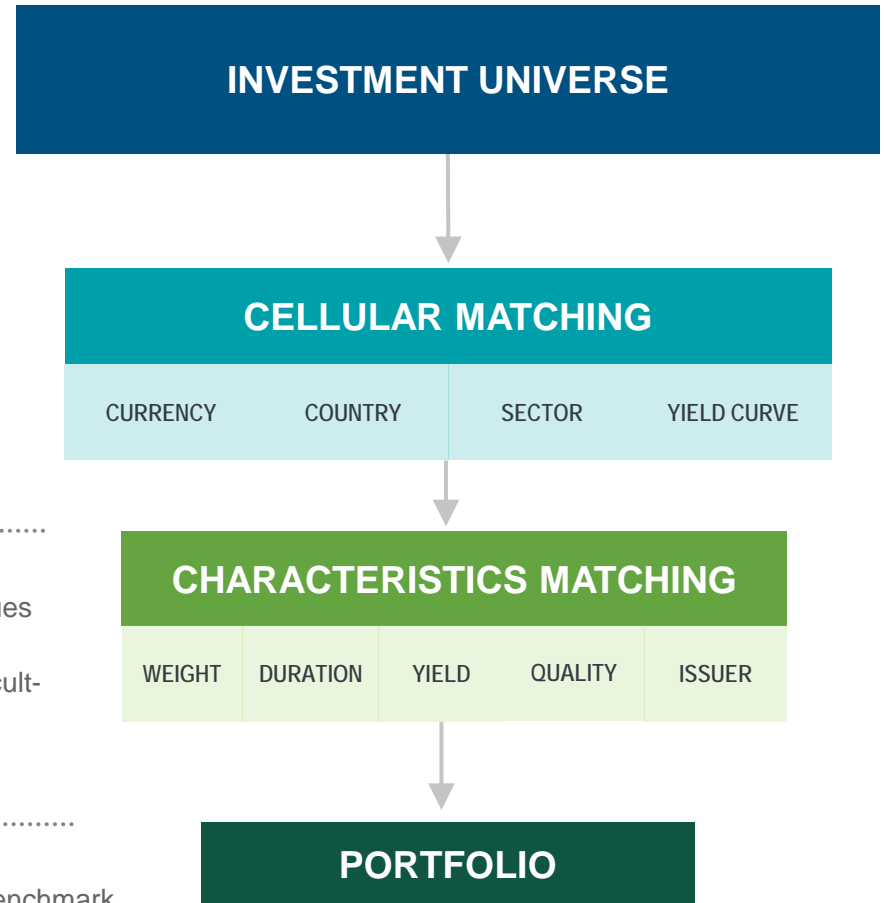 INVESTMENT UNIVERSE
CELLULAR MATCHING
CURRENCY COUNTRY SECTOR YIELD CURVE
CHARACTERISTICS MATCHING
WEIGHT DURATION YIELD QUALITY ISSUER
PORTFOLIO